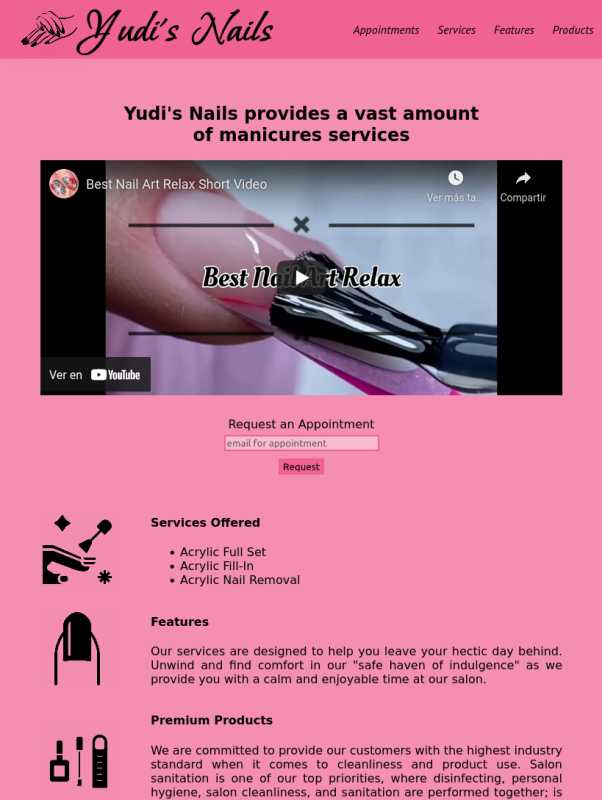 Yudi's Nails
Appointments Services Features Products
Yudi's Nails provides a vast amount
of manicures services
Best Nail Art Relax Short Video
Ver más ta...
Compartir
Best Nail Art Relax
Ver en YouTube
Request an Appointment
email for appointment
Request
Services Offered
• Acrylic Full Set
• Acrylic Fill-In
• Acrylic Nail Removal
Features
Our services are designed to help you leave your hectic day behind.
Unwind and find comfort in our "safe haven of indulgence" as we
provide you with a calm and enjoyable time at our salon.
Premium Products
We are committed to provide our customers with the highest industry
standard when it comes to cleanliness and product use. Salon
sanitation is one of our top priorities, where disinfecting, personal
hygiene, salon cleanliness, and sanitation are performed together; is